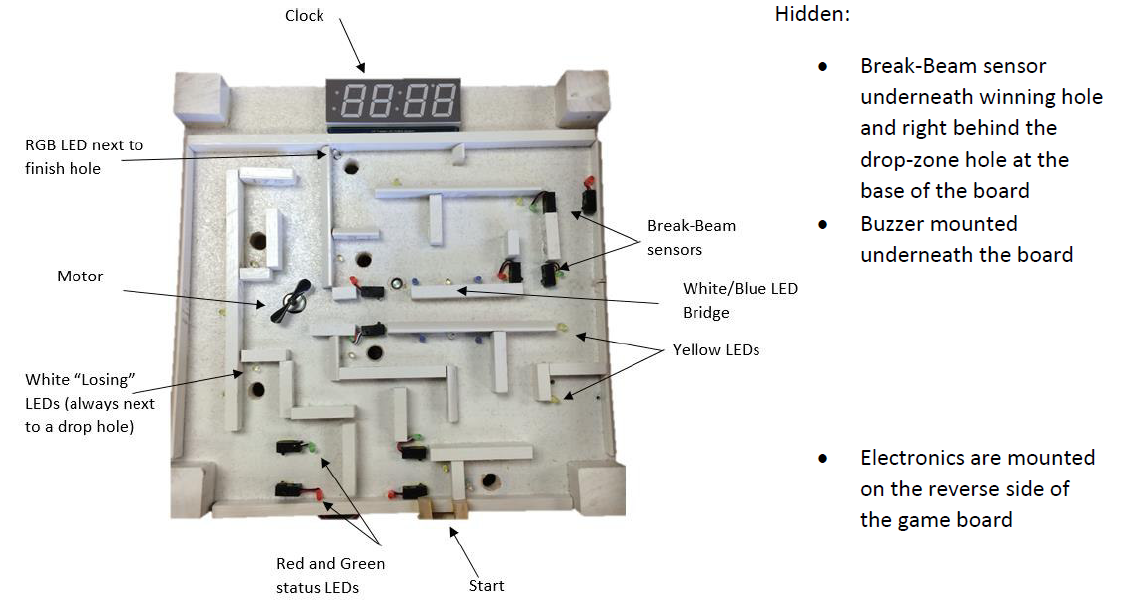 Clock
Hidden:
• Break-Beam sensor
underneath winning hole
and right behind the
drop-zone hole at the
base of the board
• Buzzer mounted
underneath the board
• Electronics are mounted
on the reverse side of
the game board
88:88
RGB LED next to
finish hole
Break-Beam
sensors
Motor
White/Blue LED
Bridge
Yellow LEDs
White “Losing”
LEDs (always next
to a drop hole)
Red and Green
status LEDs
Start